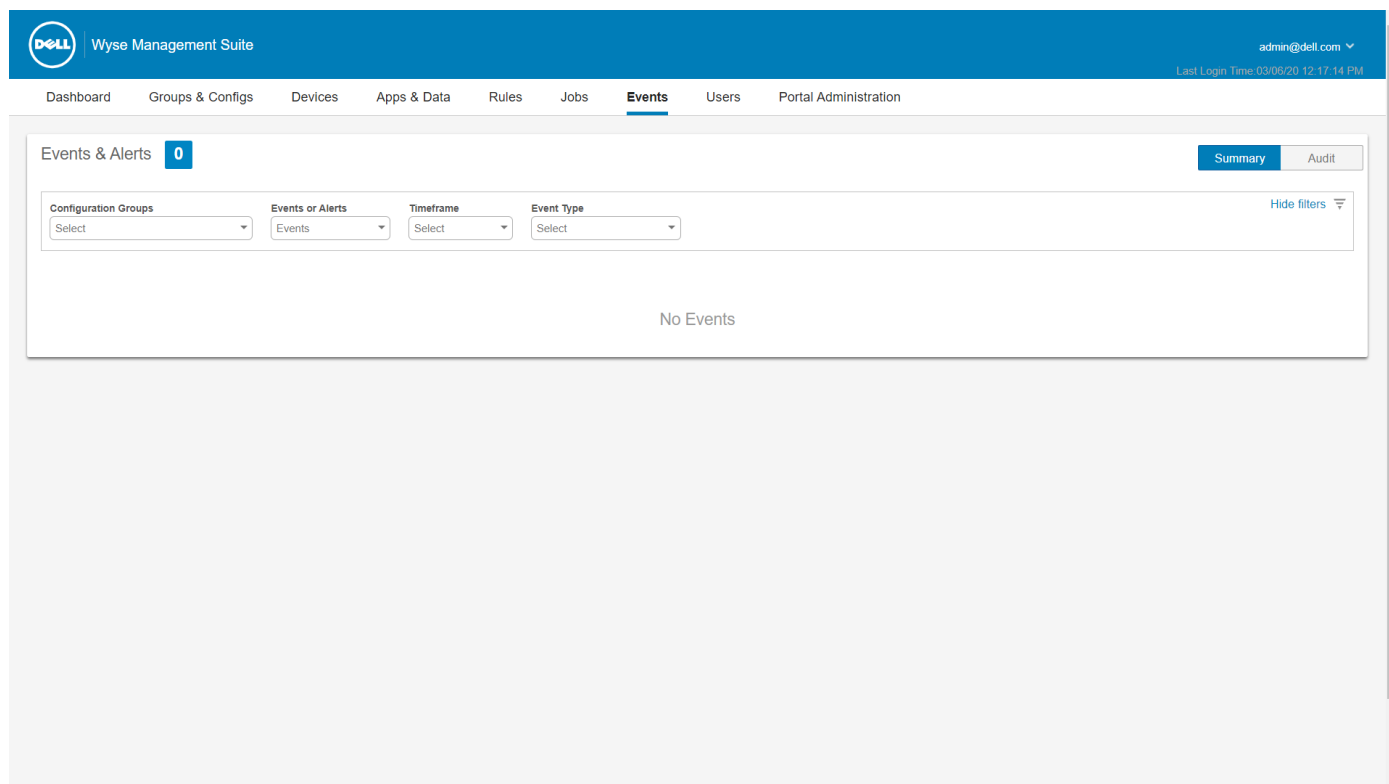 DELL Wyse Management Suite
admin@dell.com
Last Login Time:03/06/20 12:17:14 PM
Dashboard Groups & Configs Devices Apps & Data Rules Jobs Events Users Portal Administration
Events & Alerts 0
Summary Audit
Hide filters
Configuration Groups Events or Alerts Timeframe Event Type
Select Events Select Select
No Events